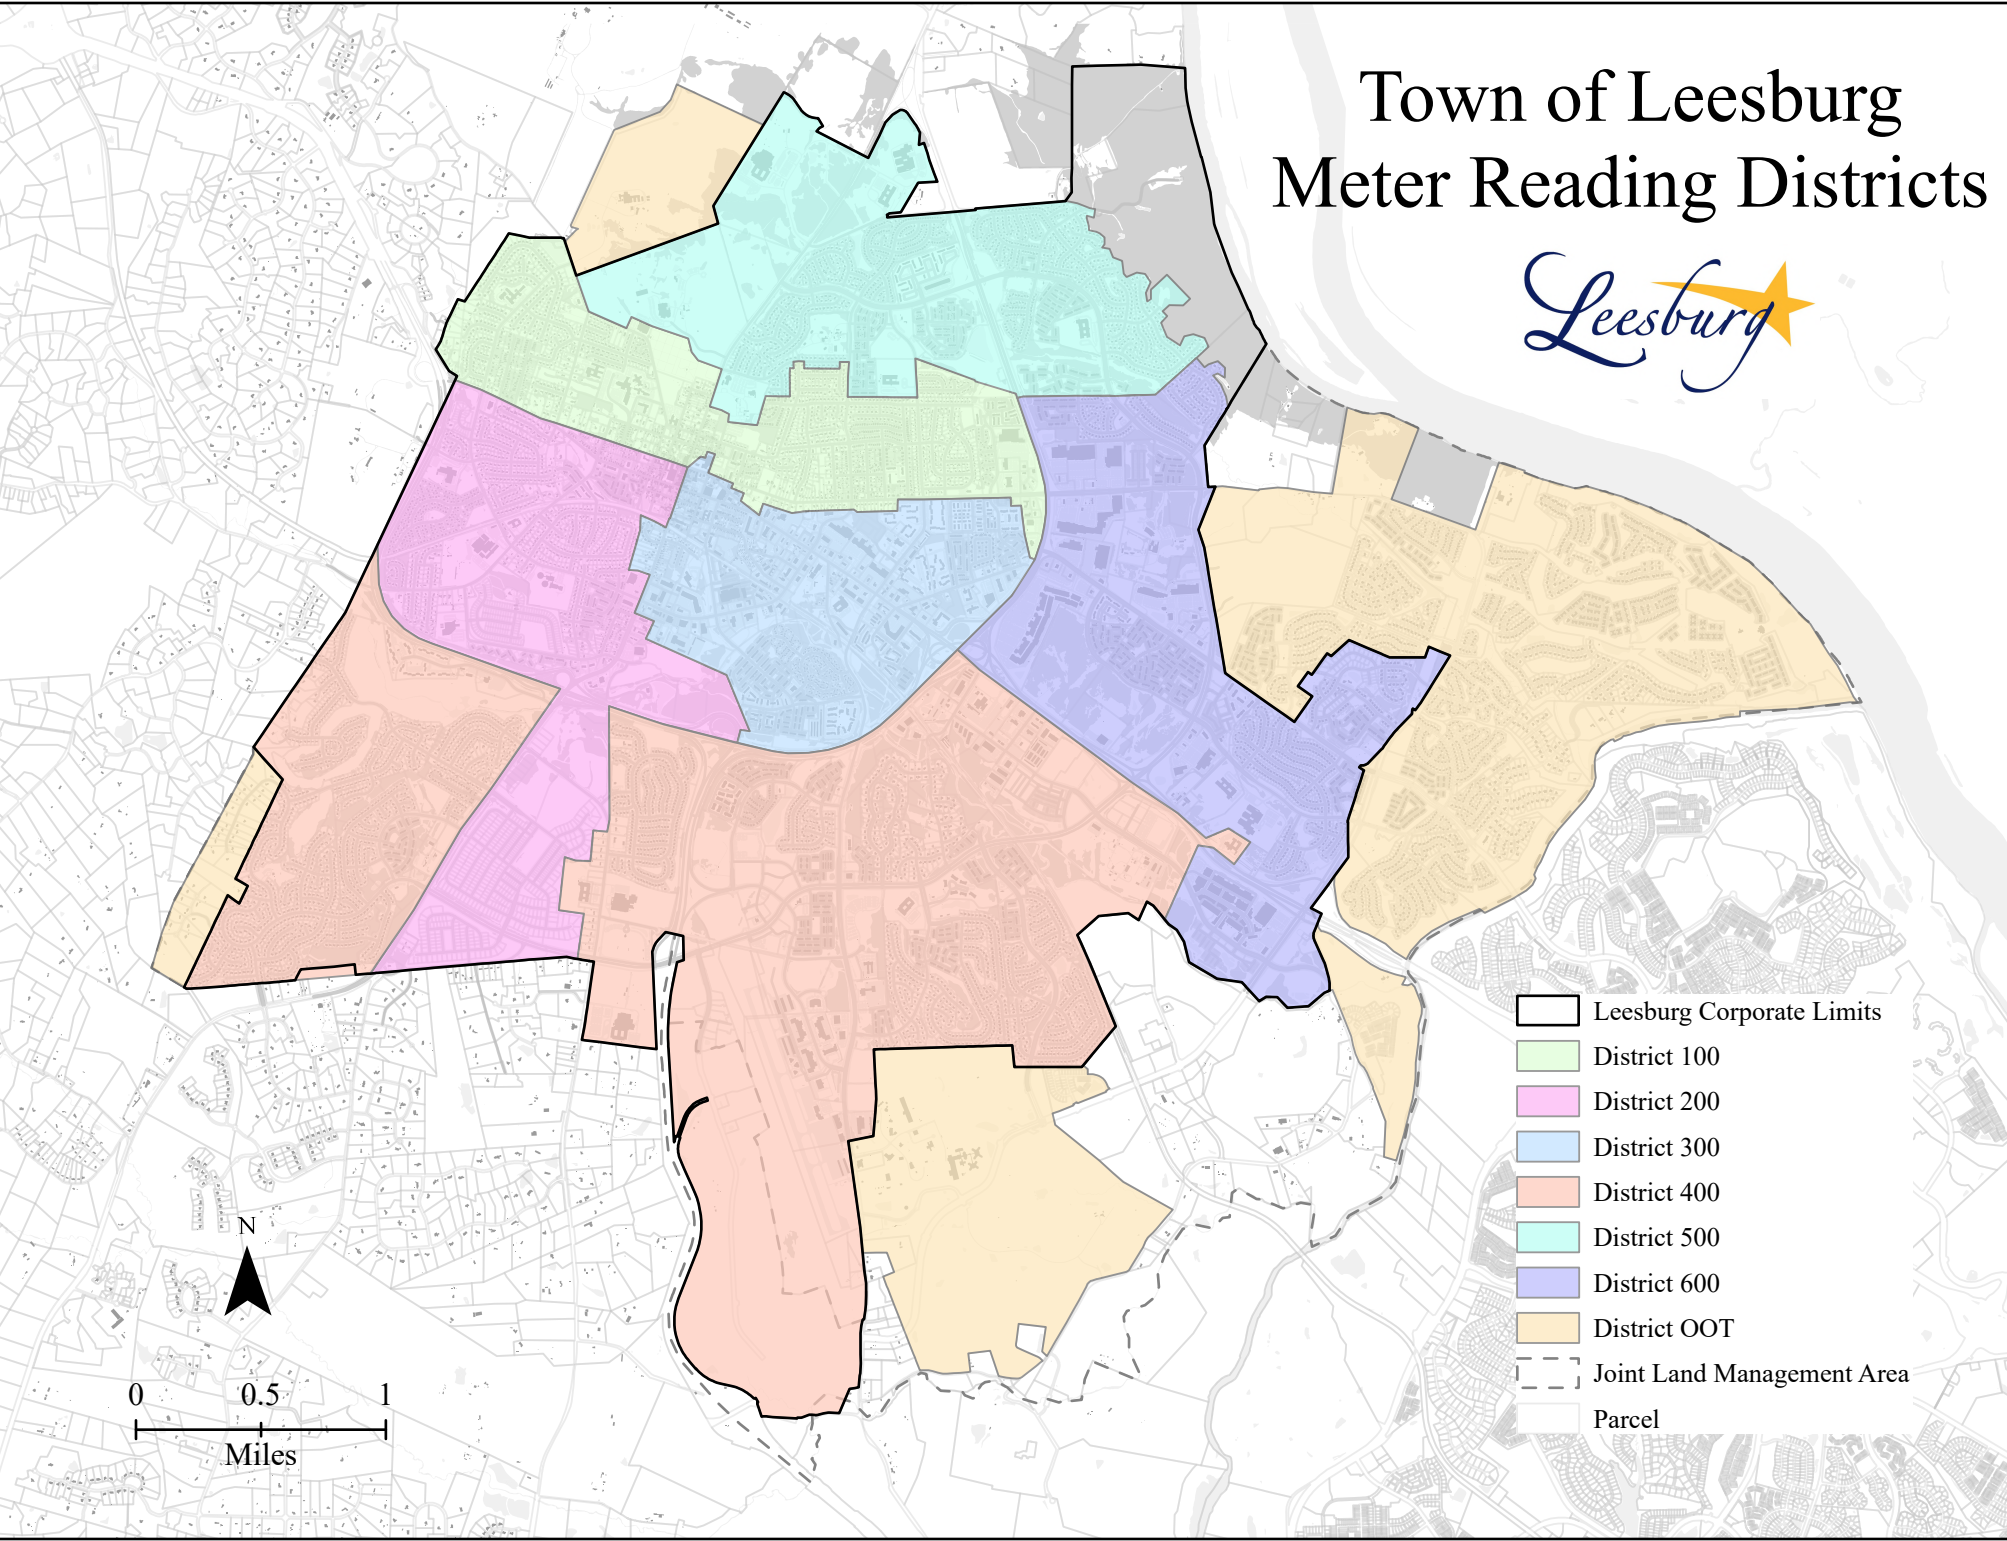 Town of Leesburg
Meter Reading Districts
Leesburg
Leesburg Corporate Limits
District 100
District 200
District 300
District 400
District 500
District 600
District OOT
Joint Land Management Area
Parcel
N
0 0.5 1
Miles